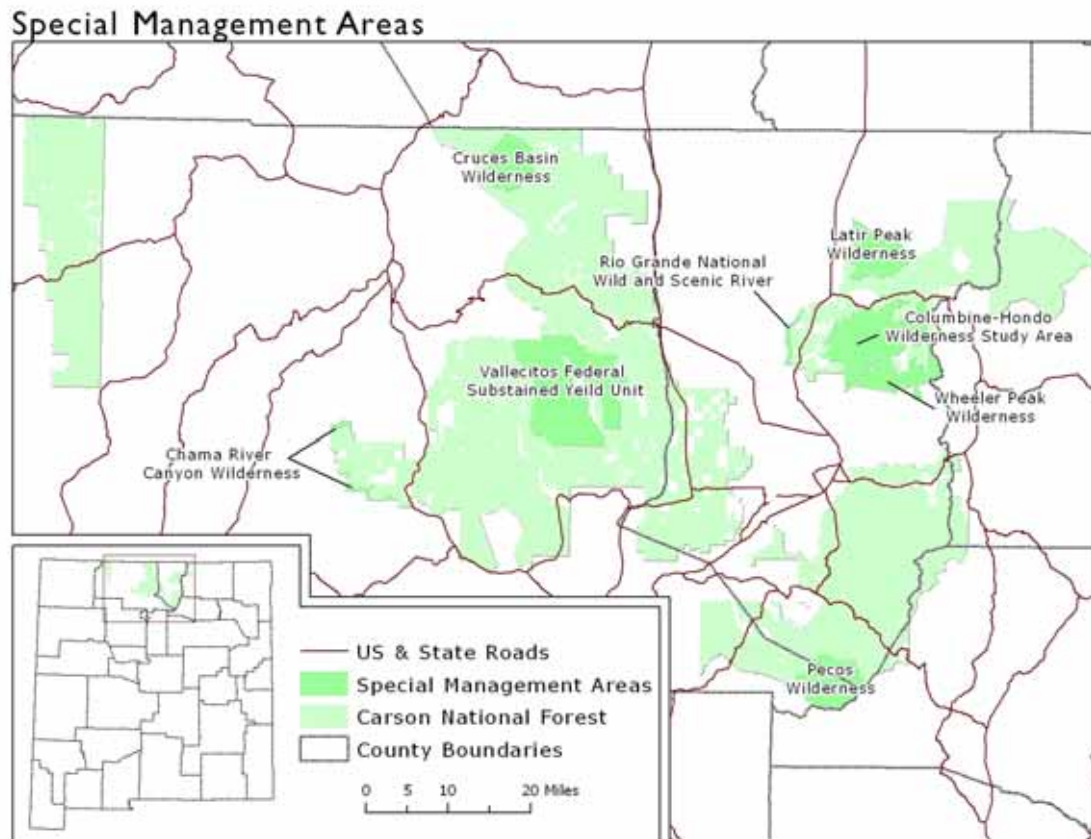 Special Management Areas
Cruces Basin
Wilderness
Latir Peak
Wilderness
Rio Grande National
Wild and Scenic River
Columbine-Hondo
Wilderness Study Area
Vallecitos Federal
Substained Yeild Unit
Wheeler Peak
Wilderness
Chama River
Canyon Wilderness
Pecos
Wilderness
US & State Roads
Special Management Areas
Carson National Forest
County Boundaries
0 5 10 20 Miles